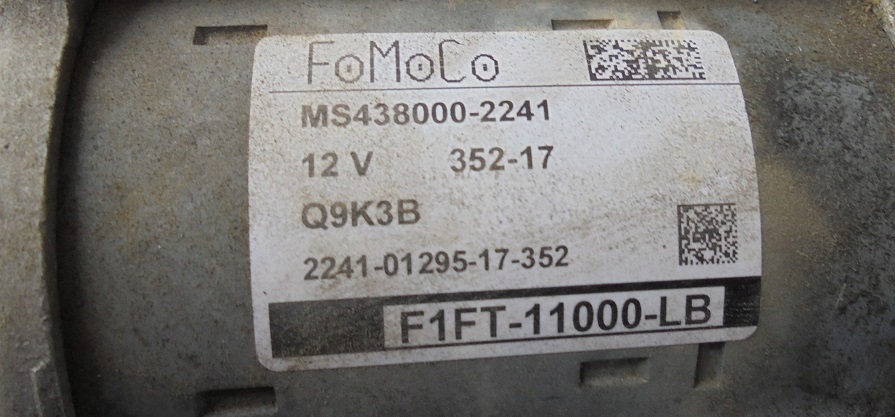 FoMoCo
MS438000-2241
12 V 352-17
Q9K3B
2241-01295-17-352
F1FT-11000-LB